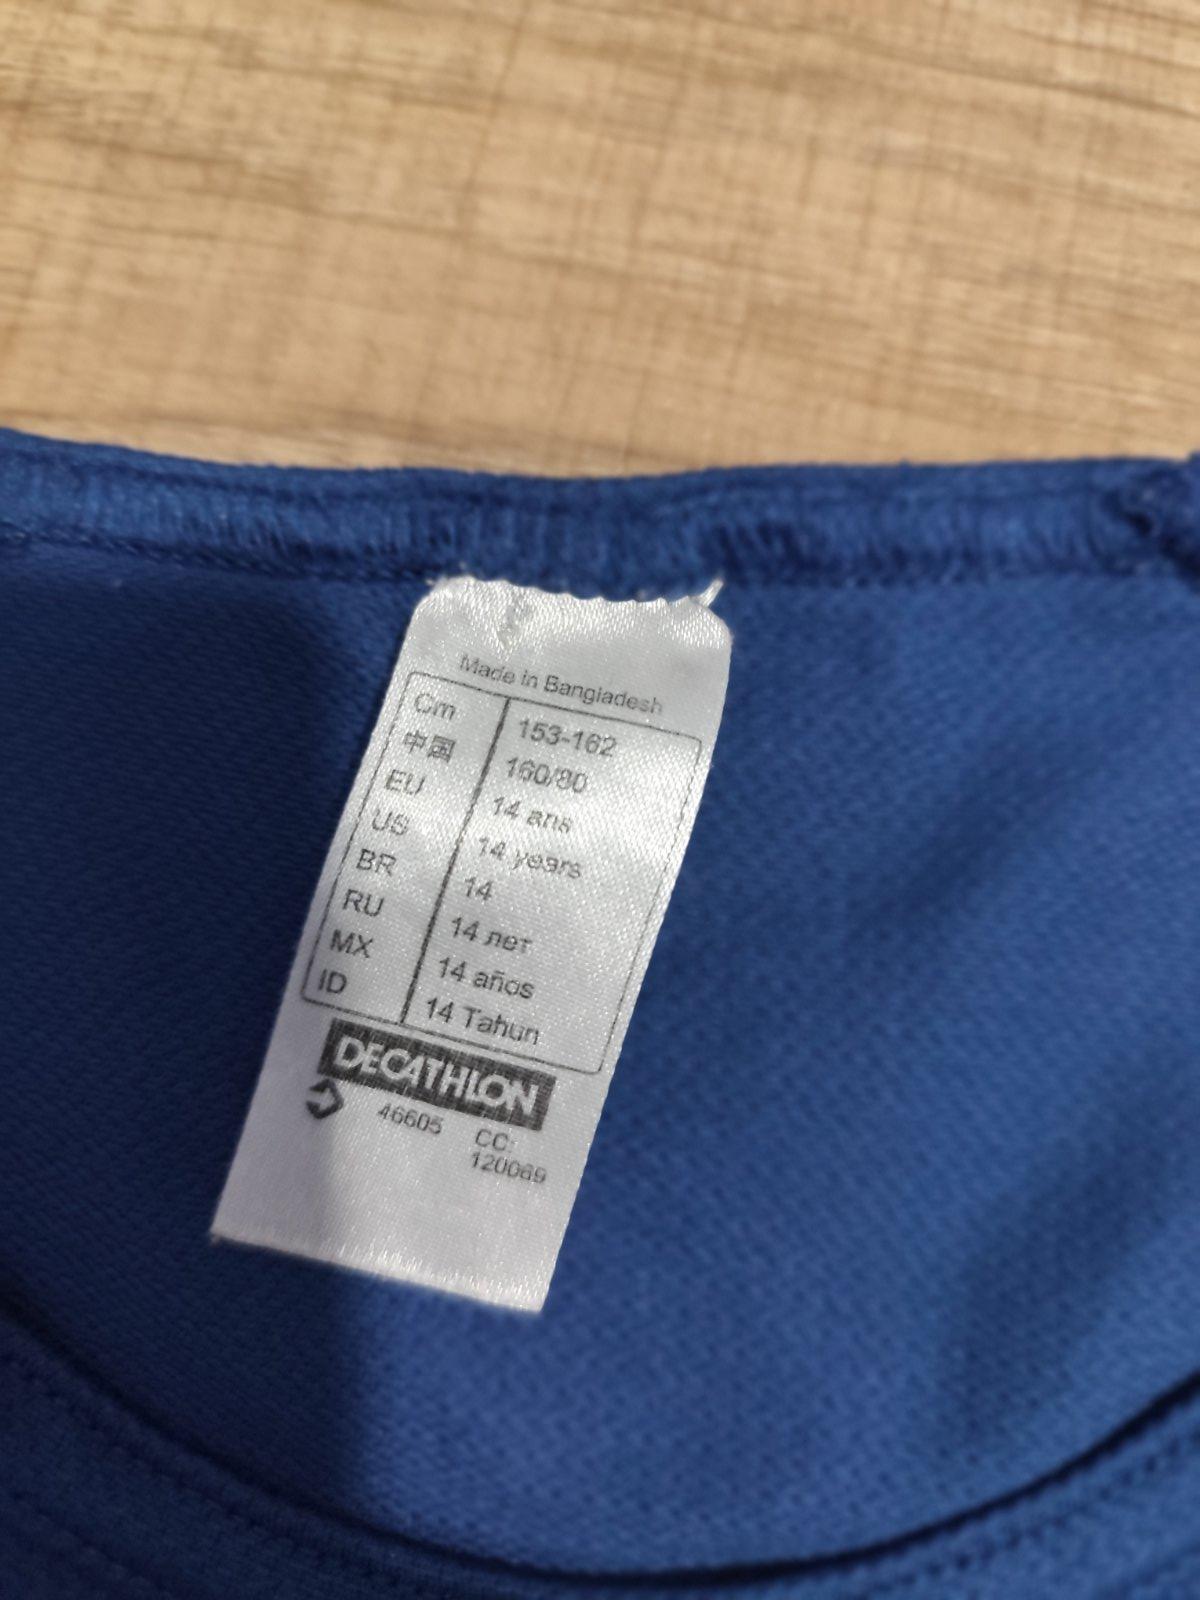 Made in Bangladesh
Cm 153-162
中国 160/80
EU 14 ans
US 14 years
BR 14
RU 14 лет
MX 14 años
ID 14 Tahun
DECATHLON
46605 CC:
120069